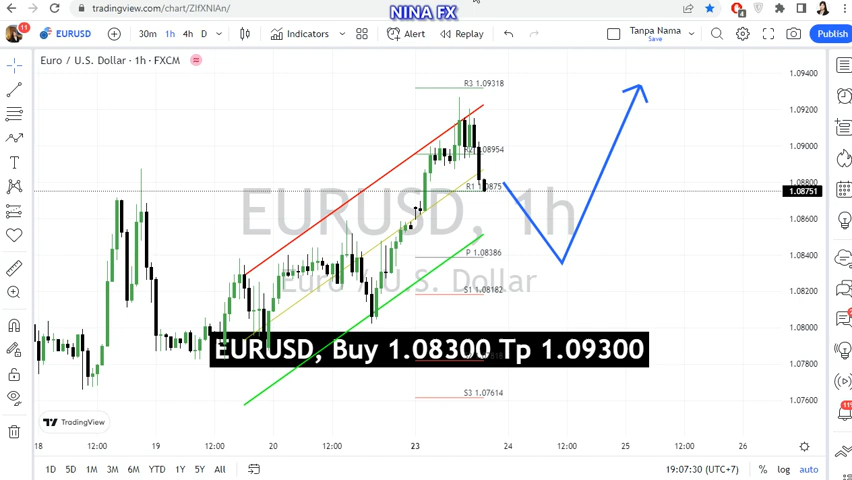 tradingview.com/chart/ZIfXNIAn/
NINA FX
4
11
EURUSD
30m 1h 4h D
Indicators
Alert
Replay
Tanpa Nama
Save
Publish
Euro / U.S. Dollar · 1h · FXCM
EURUSD, 1h
Euro / U.S. Dollar
R3 1.09318
1.08954
R1 1.0875
P 1.08386
S1 1.08182
S3 1.07614
EURUSD, Buy 1.08300 Tp 1.09300
1.09400
1.09200
1.09000
1.08800
1.08751
1.08600
1.08400
1.08200
1.08000
1.07800
1.07600
11
TradingView
18 12:00 19 12:00 20 12:00 23 24 12:00 25 12:00 26
1D 5D 1M 3M 6M YTD 1Y 5Y All
19:07:30 (UTC+7) % log auto